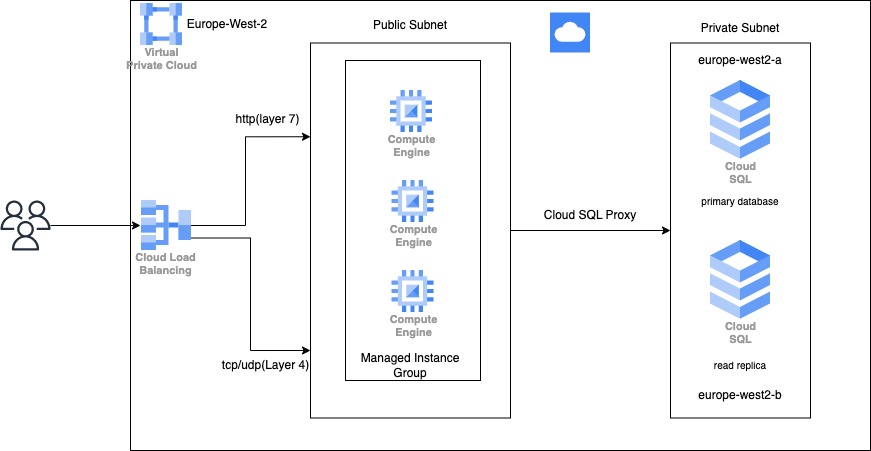 Europe-West-2
Virtual
Private Cloud
Public Subnet
Private Subnet
europe-west2-a
http(layer 7)
Compute
Engine
Cloud
SQL
primary database
Compute
Engine
Cloud SQL Proxy
Cloud Load
Balancing
Compute
Engine
Cloud
SQL
tcp/udp(Layer 4)
Managed Instance
Group
read replica
europe-west2-b